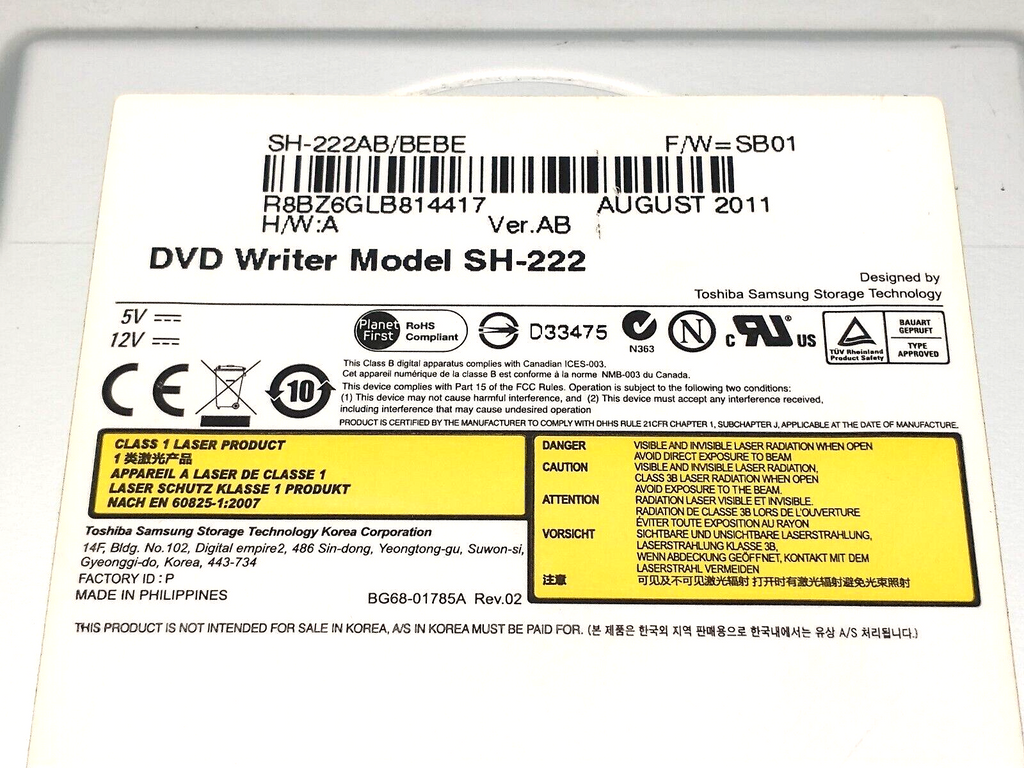 SH-222AB/BEBE F/W=SB01
R8BZ6GLB814417 AUGUST 2011
H/W:A Ver.AB
DVD Writer Model SH-222
Designed by
Toshiba Samsung Storage Technology
5V
12V
Planet First RoHS Compliant
D33475
N363
N
c RU US
TÜV Rheinland
Product Safety
BAUART
GEPRUFT
TYPE
APPROVED
CE
10
This Class B digital apparatus complies with Canadian ICES-003.
Cet appareil numérique de la classe B est conforme à la norme NMB-003 du Canada.
This device complies with Part 15 of the FCC Rules. Operation is subject to the following two conditions:
(1) This device may not cause harmful interference, and (2) This device must accept any interference received,
including interference that may cause undesired operation
PRODUCT IS CERTIFIED BY THE MANUFACTURER TO COMPLY WITH DHHS RULE 21CFR CHAPTER 1, SUBCHAPTER J, APPLICABLE AT THE DATE OF MANUFACTURE.
CLASS 1 LASER PRODUCT
1 类激光产品
APPAREIL A LASER DE CLASSE 1
LASER SCHUTZ KLASSE 1 PRODUKT
NACH EN 60825-1:2007
DANGER VISIBLE AND INVISIBLE LASER RADIATION WHEN OPEN
AVOID DIRECT EXPOSURE TO BEAM
CAUTION VISIBLE AND INVISIBLE LASER RADIATION,
CLASS 3B LASER RADIATION WHEN OPEN
AVOID EXPOSURE TO THE BEAM.
ATTENTION RADIATION LASER VISIBLE ET INVISIBLE.
RADIATION DE CLASSE 3B LORS DE L'OUVERTURE
ÉVITER TOUTE EXPOSITION AU RAYON
VORSICHT SICHTBARE UND UNSICHTBARE LASERSTRAHLUNG,
LASERSTRAHLUNG KLASSE 3B,
WENN ABDECKUNG GEÖFFNET, KONTAKT MIT DEM
LASERSTRAHL VERMEIDEN
注意 可见及不可见激光辐射 打开时有激光辐射避免光束照射
Toshiba Samsung Storage Technology Korea Corporation
14F, Bldg. No.102, Digital empire2, 486 Sin-dong, Yeongtong-gu, Suwon-si,
Gyeonggi-do, Korea, 443-734
FACTORY ID : P
MADE IN PHILIPPINES BG68-01785A Rev.02
THIS PRODUCT IS NOT INTENDED FOR SALE IN KOREA, A/S IN KOREA MUST BE PAID FOR. (본 제품은 한국외 지역 판매용으로 한국내에서는 유상 A/S 처리됩니다.)